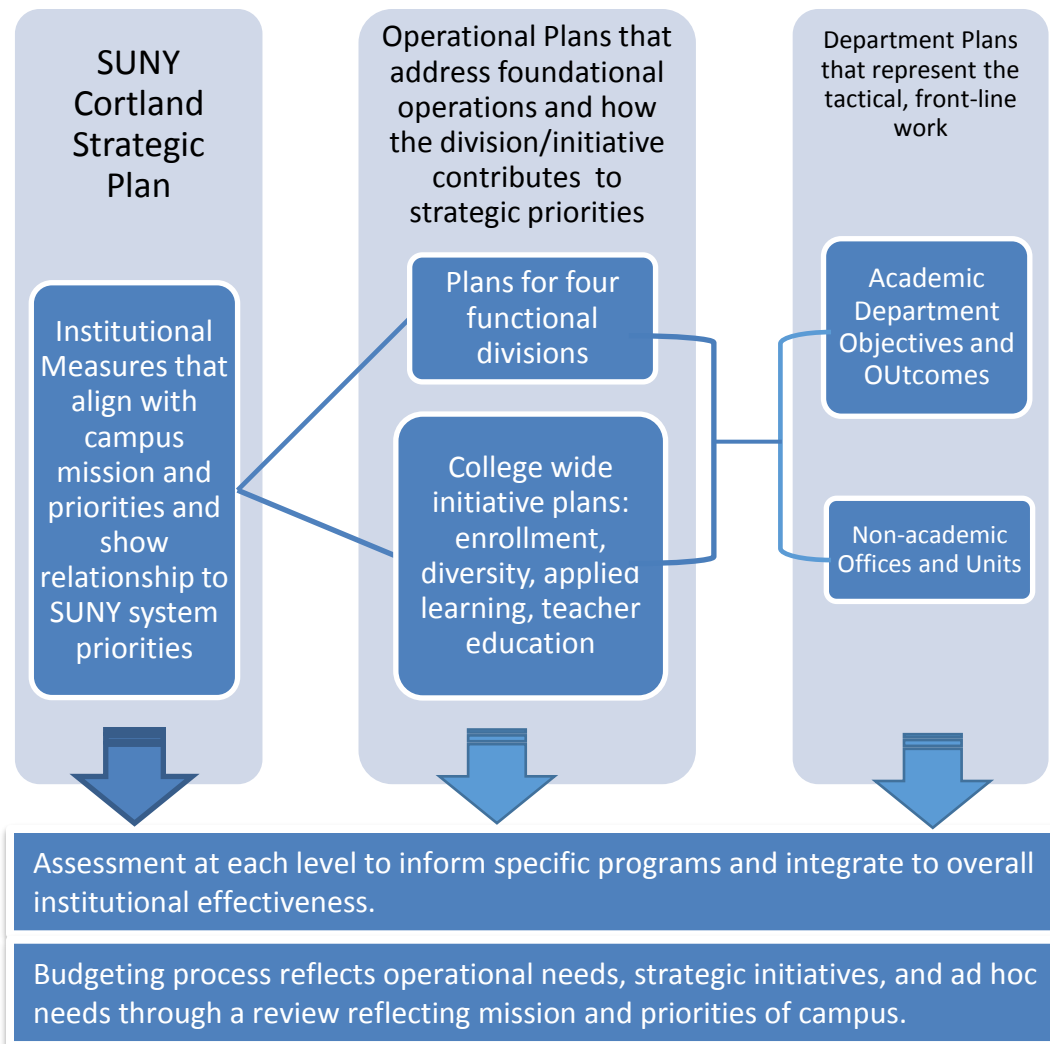 SUNY
Cortland
Strategic
Plan
Institutional
Measures that
align with
campus
mission and
priorities and
show
relationship to
SUNY system
priorities
Operational Plans that
address foundational
operations and how
the division/initiative
contributes to
strategic priorities
Plans for four
functional
divisions
College wide
initiative plans:
enrollment,
diversity, applied
learning, teacher
education
Department Plans
that represent the
tactical, front-line
work
Academic
Department
Objectives and
OUtcomes
Non-academic
Offices and Units
Assessment at each level to inform specific programs and integrate to overall
institutional effectiveness.
Budgeting process reflects operational needs, strategic initiatives, and ad hoc
needs through a review reflecting mission and priorities of campus.